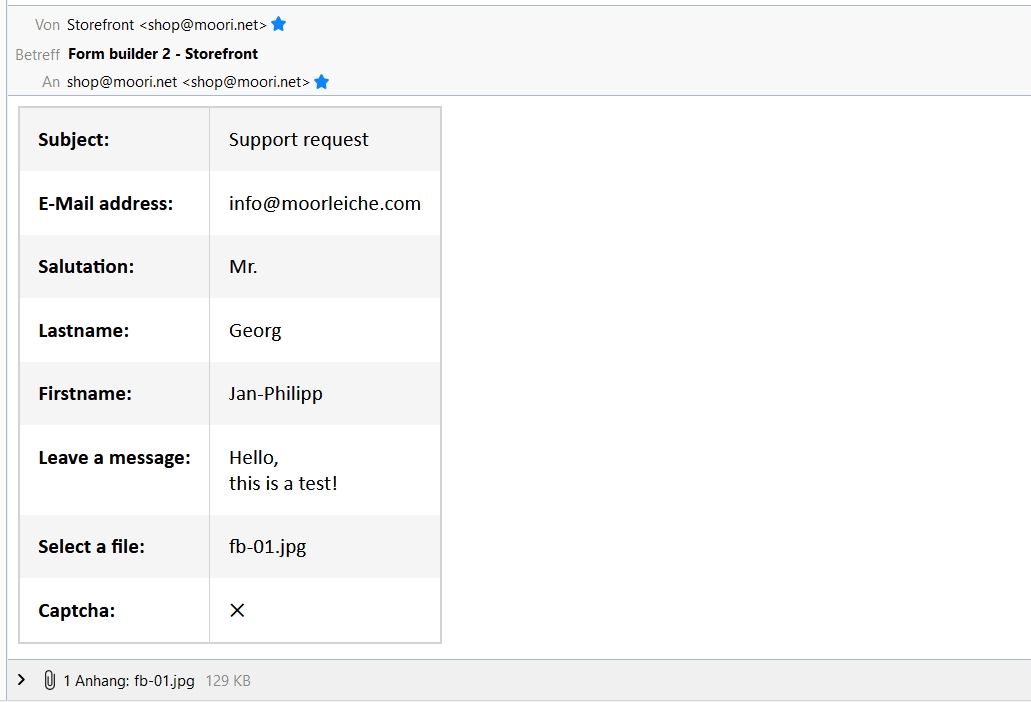 Von Storefront <shop@moori.net>
Betreff Form builder 2 - Storefront
An shop@moori.net <shop@moori.net>
Subject: Support request
E-Mail address: info@moorleiche.com
Salutation: Mr.
Lastname: Georg
Firstname: Jan-Philipp
Leave a message: Hello,
this is a test!
Select a file: fb-01.jpg
Captcha: ✕
1 Anhang: fb-01.jpg 129 KB